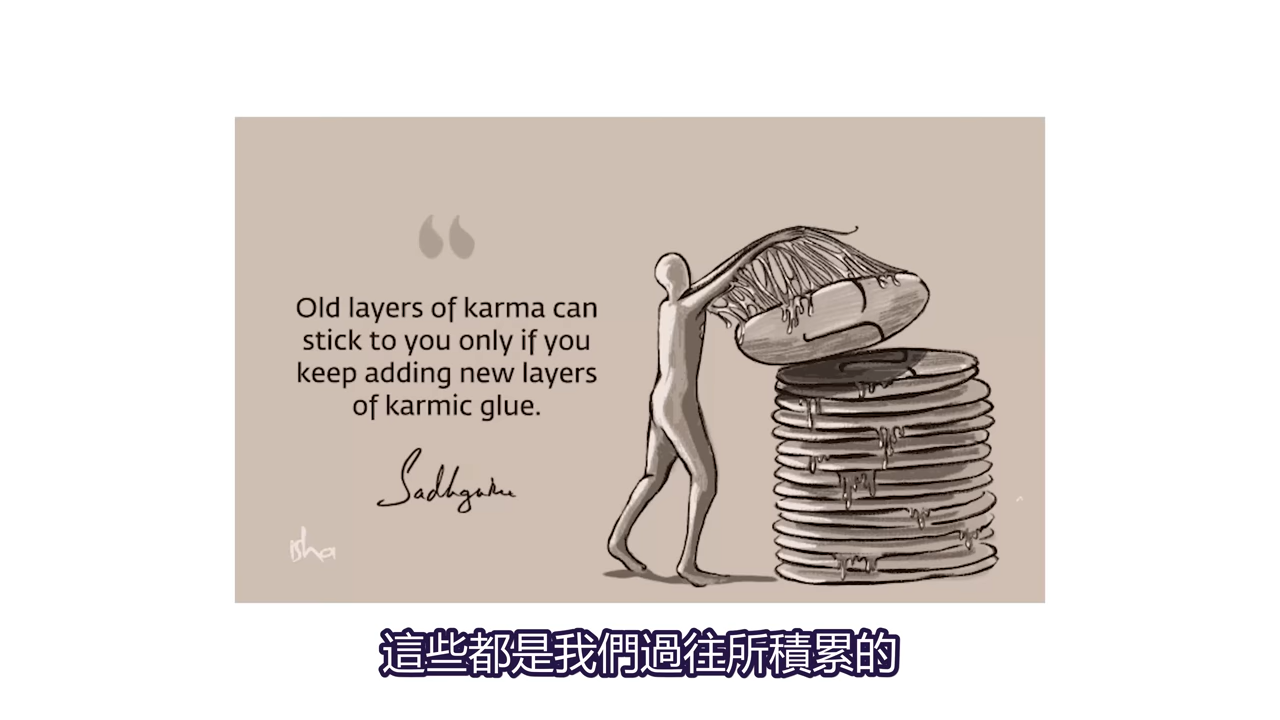 Old layers of karma can
stick to you only if you
keep adding new layers
of karmic glue.
Sadhguru
isha
這些都是我們過往所積累的